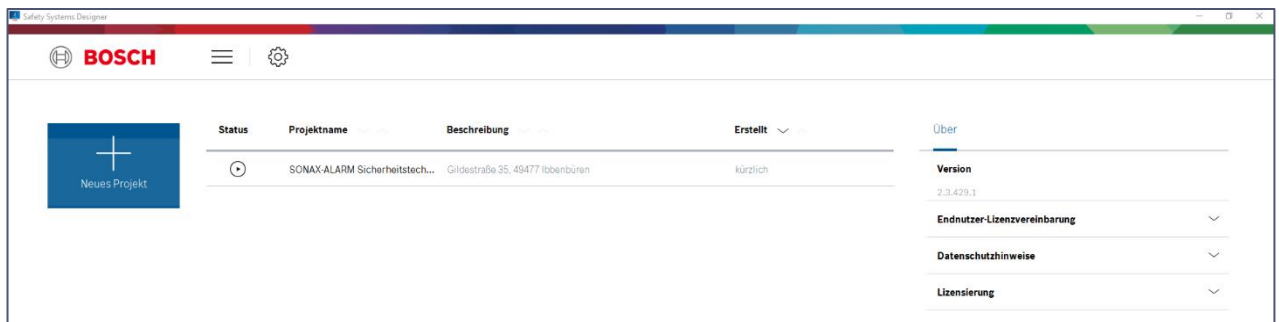 Safety Systems Designer
BOSCH
Neues Projekt
Status Projektname Beschreibung Erstellt
SONAX-ALARM Sicherheitstech... Gildestraße 35, 49477 Ibbenbüren kürzlich
Über
Version
2.3.429.1
Endnutzer-Lizenzvereinbarung
Datenschutzhinweise
Lizensierung